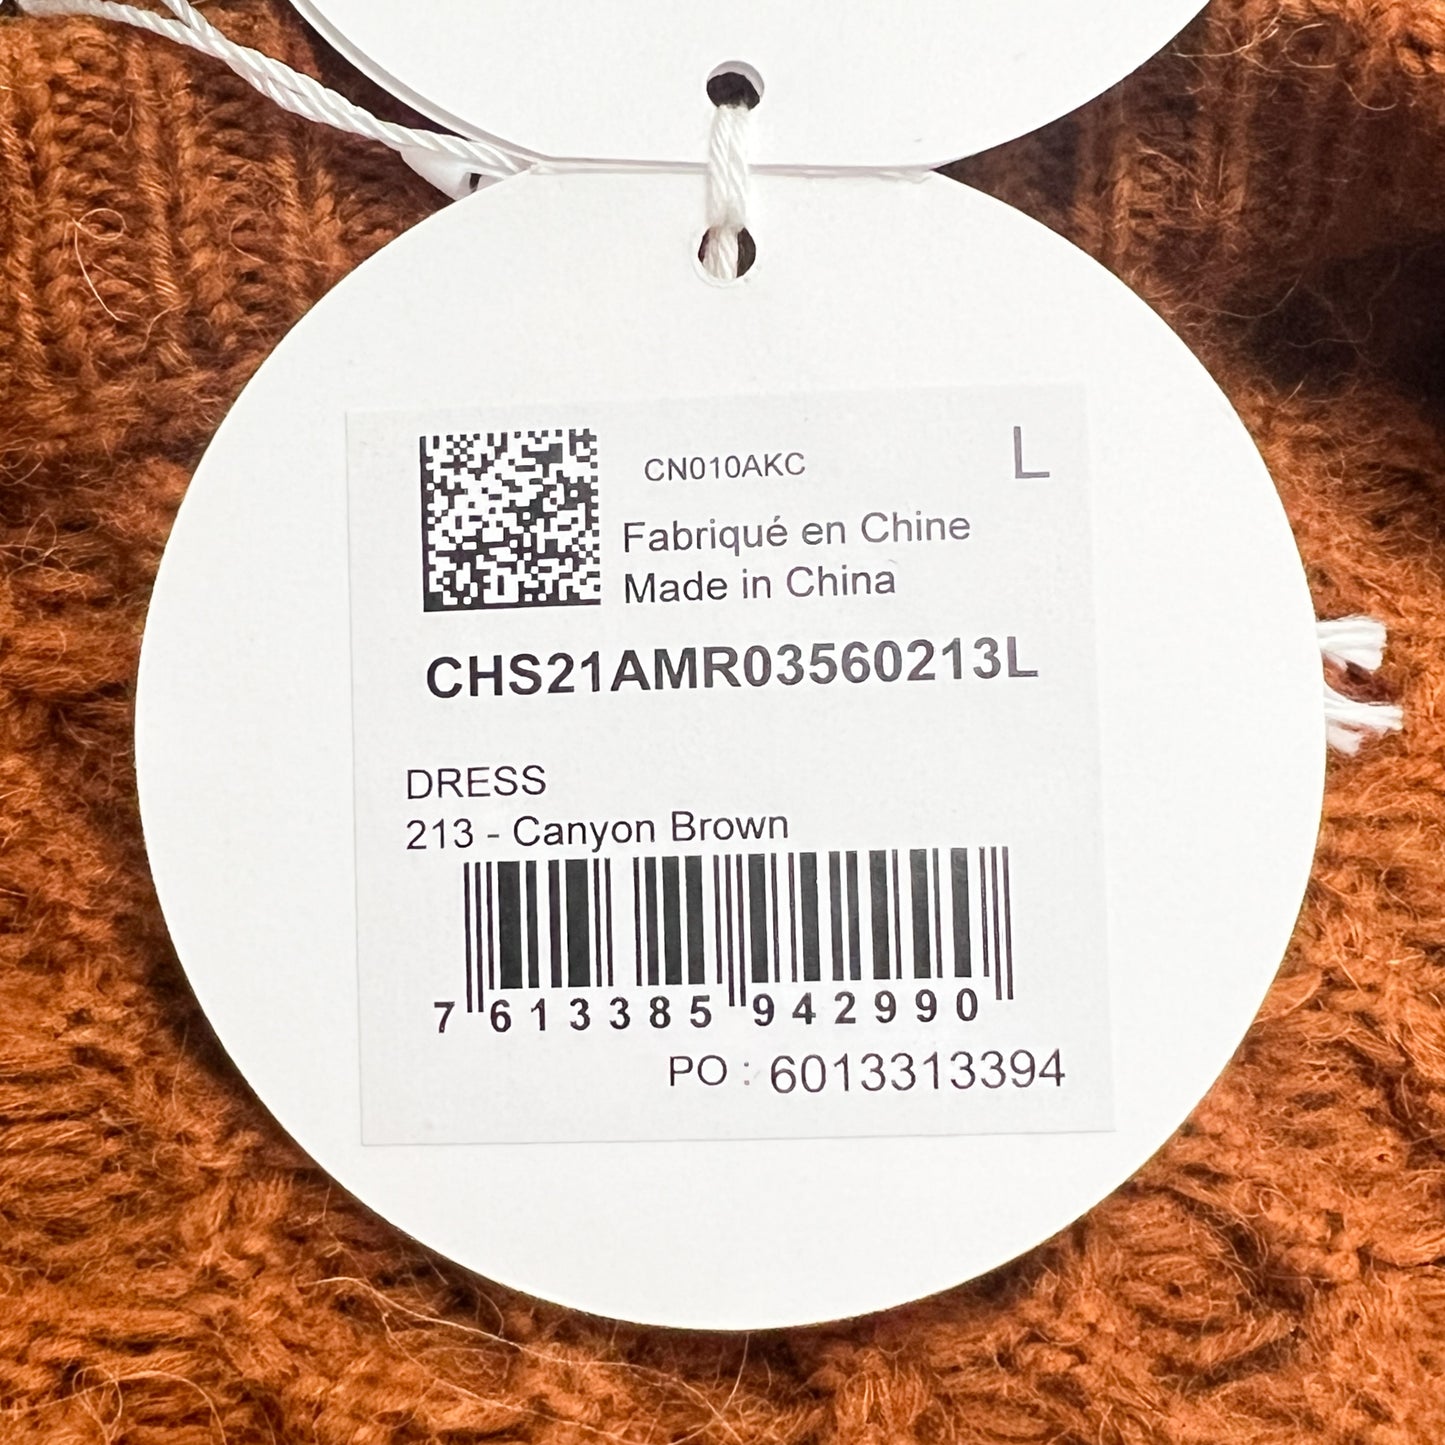 CN010AKC
L
Fabriqué en Chine
Made in China
CHS21AMR03560213L
DRESS
213 - Canyon Brown
7 613385 942990
PO : 6013313394